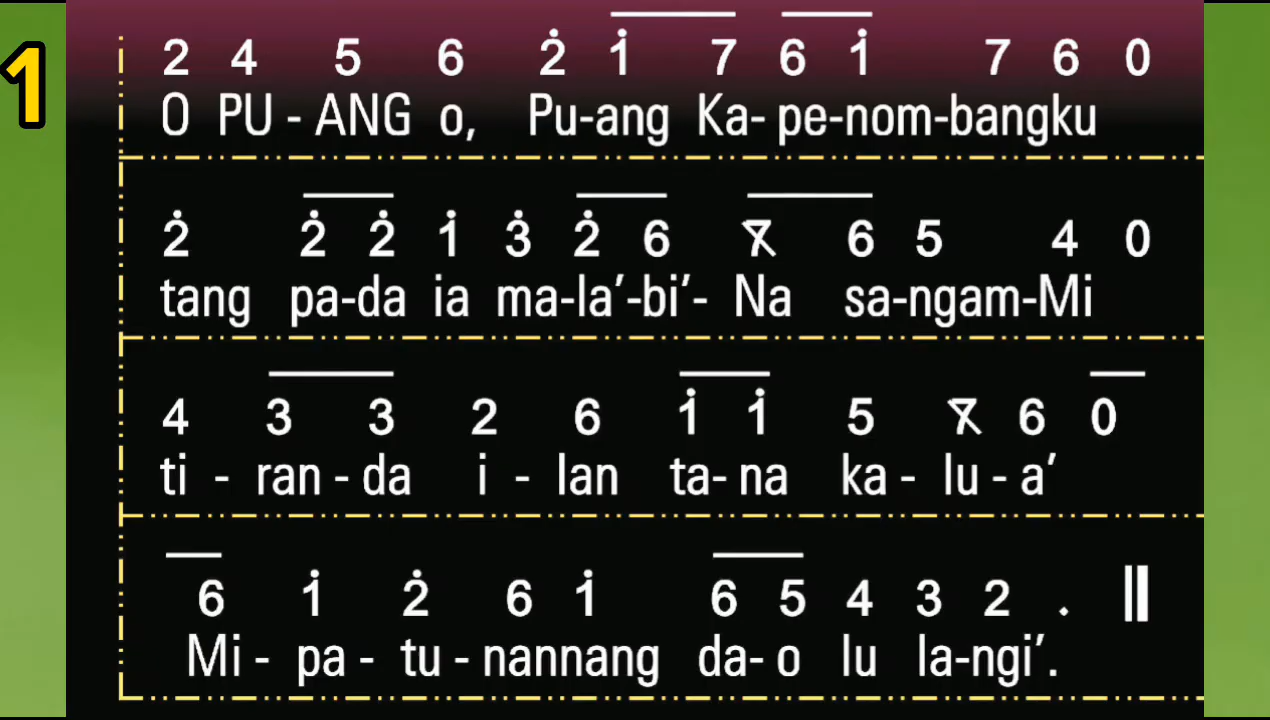 1
2 4 5 6 2̇ 1̇ 7 6 1̇ 7 6 0
O PU - ANG o, Pu-ang Ka- pe-nom-bangku
2̇ 2̇ 2̇ 1̇ 3̇ 2̇ 6 7̷ 6 5 4 0
tang pa-da ia ma-la’-bi’- Na sa-ngam-Mi
4 3 3 2 6 1̇ 1̇ 5 7̷ 6 0
ti - ran - da i - lan ta- na ka - lu - a’
6 1̇ 2̇ 6 1̇ 6 5 4 3 2 . ||
Mi - pa - tu - nannang da- o lu la-ngi’.